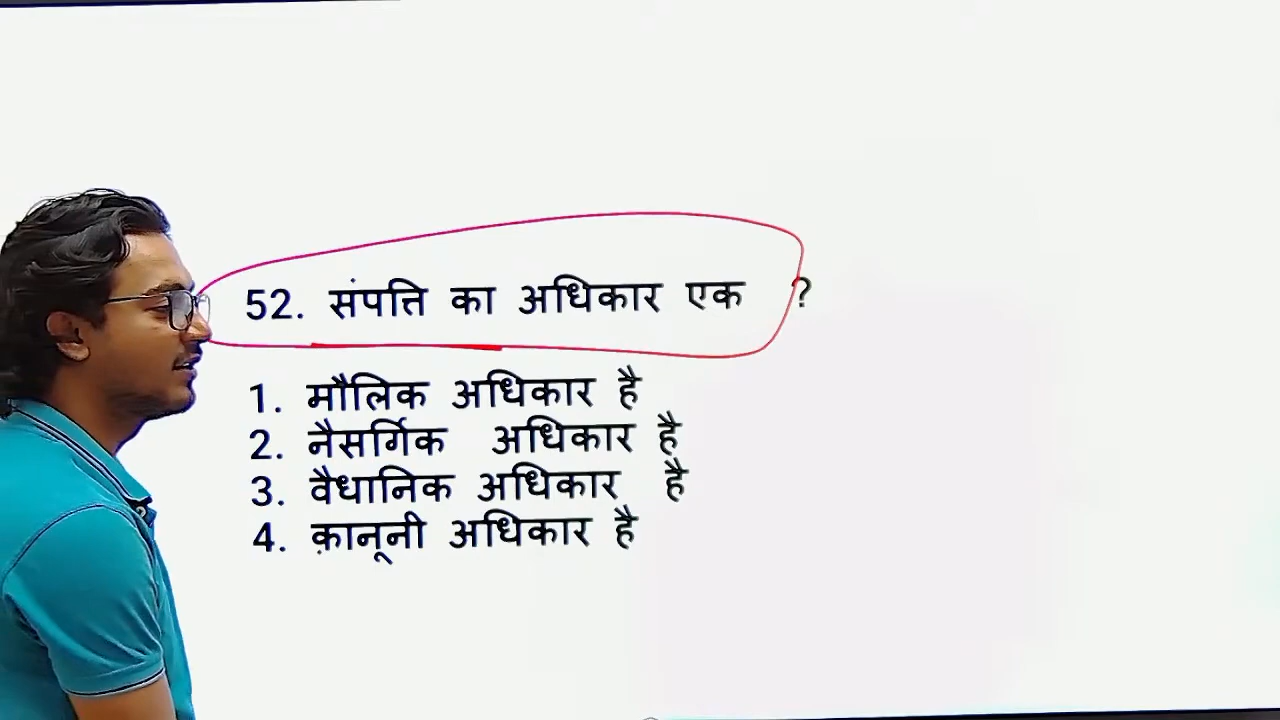 52. संपत्ति का अधिकार एक ?
1. मौलिक अधिकार है
2. नैसर्गिक अधिकार है
3. वैधानिक अधिकार है
4. क़ानूनी अधिकार है